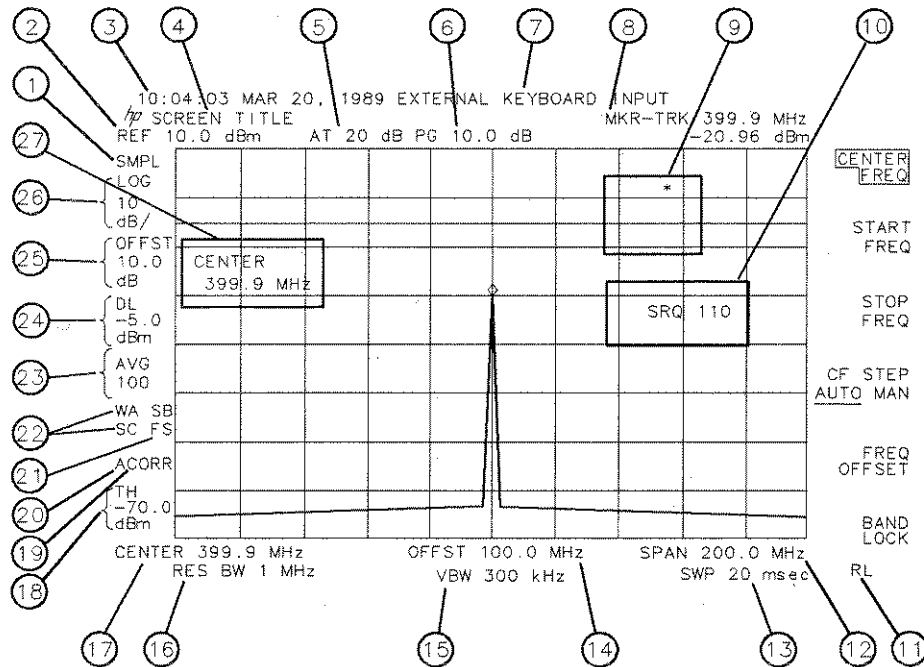 ② ③ ④ ⑤ ⑥ ⑦ ⑧ ⑨ ⑩
①
10:04:03 MAR 20, 1989 EXTERNAL KEYBOARD INPUT
hp SCREEN TITLE MKR-TRK 399.9 MHz
REF 10.0 dBm AT 20 dB PG 10.0 dB -20.96 dBm
27
SMPL
26
LOG
10
dB/
*
CENTER
FREQ
25
OFFST
10.0
dB
CENTER
399.9 MHz
START
FREQ
24
DL
-5.0
dBm
SRQ 110
STOP
FREQ
23
AVG
100
CF STEP
AUTO MAN
22
WA SB
SC FS
21
ACORR
FREQ
OFFSET
20
TH
-70.0
dBm
19
18
BAND
LOCK
CENTER 399.9 MHz OFFST 100.0 MHz SPAN 200.0 MHz
RES BW 1 MHz VBW 300 kHz SWP 20 msec RL
17 16 15 14 13 12 11